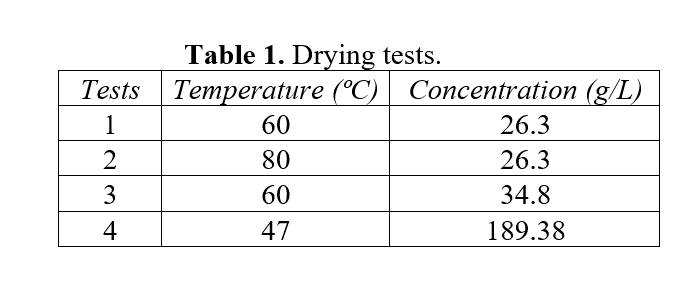 Table 1. Drying tests.
Tests Temperature (ºC) Concentration (g/L)
1 60 26.3
2 80 26.3
3 60 34.8
4 47 189.38